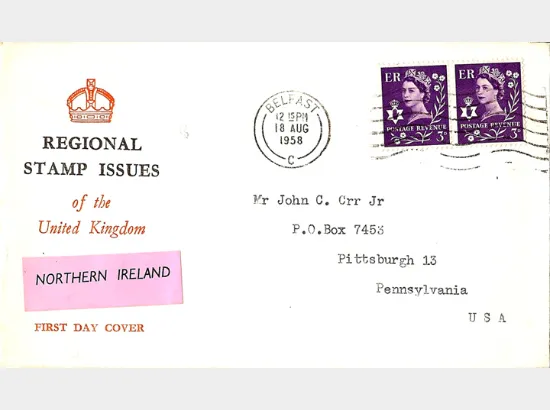 REGIONAL
STAMP ISSUES
of the
United Kingdom
NORTHERN IRELAND
FIRST DAY COVER
BELFAST
12 15PM
18 AUG
1958
C
ER
POSTAGE REVENUE
3D
ER
POSTAGE REVENUE
3D
Mr John C. Orr Jr
P.O.Box 7453
Pittsburgh 13
Pennsylvania
U S A